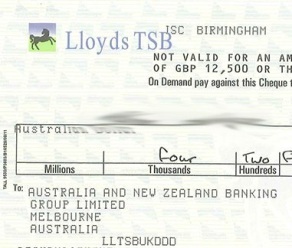 Lloyds TSB
ISC BIRMINGHAM
NOT VALID FOR AN AM
OF GBP 12,500 OR TH
On Demand pay against this Cheque t
Austral
Four Two F
Millions Thousands Hundreds
To: AUSTRALIA AND NEW ZEALAND BANKING
GROUP LIMITED
MELBOURNE
AUSTRALIA
LLTSBUKDDD